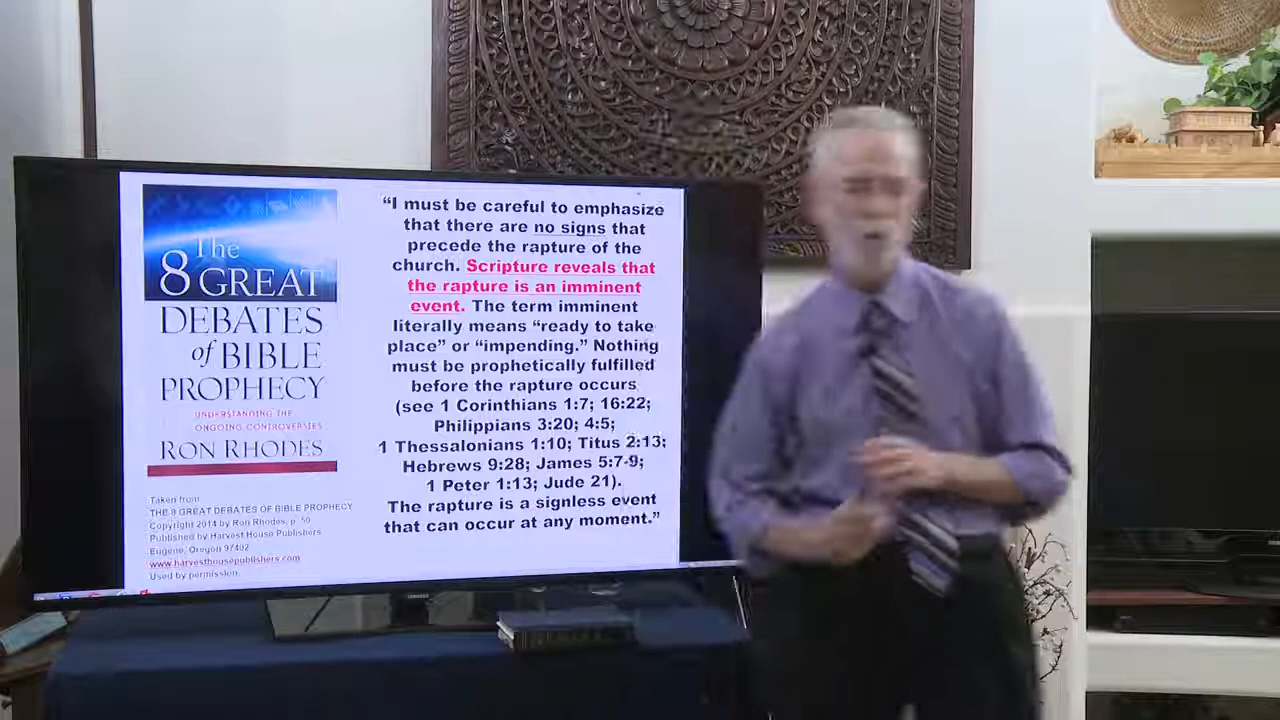 The
8 GREAT
DEBATES
of BIBLE
PROPHECY
UNDERSTANDING THE
ONGOING CONTROVERSIES
RON RHODES
Taken from
THE 8 GREAT DEBATES OF BIBLE PROPHECY
Copyright 2014 by Ron Rhodes, p. 50
Published by Harvest House Publishers
Eugene, Oregon 97402
www.harvesthousepublishers.com
Used by permission.
“I must be careful to emphasize
that there are no signs that
precede the rapture of the
church. Scripture reveals that
the rapture is an imminent
event. The term imminent
literally means “ready to take
place” or “impending.” Nothing
must be prophetically fulfilled
before the rapture occurs
(see 1 Corinthians 1:7; 16:22;
Philippians 3:20; 4:5;
1 Thessalonians 1:10; Titus 2:13;
Hebrews 9:28; James 5:7-9;
1 Peter 1:13; Jude 21).
The rapture is a signless event
that can occur at any moment.”
SAMSUNG